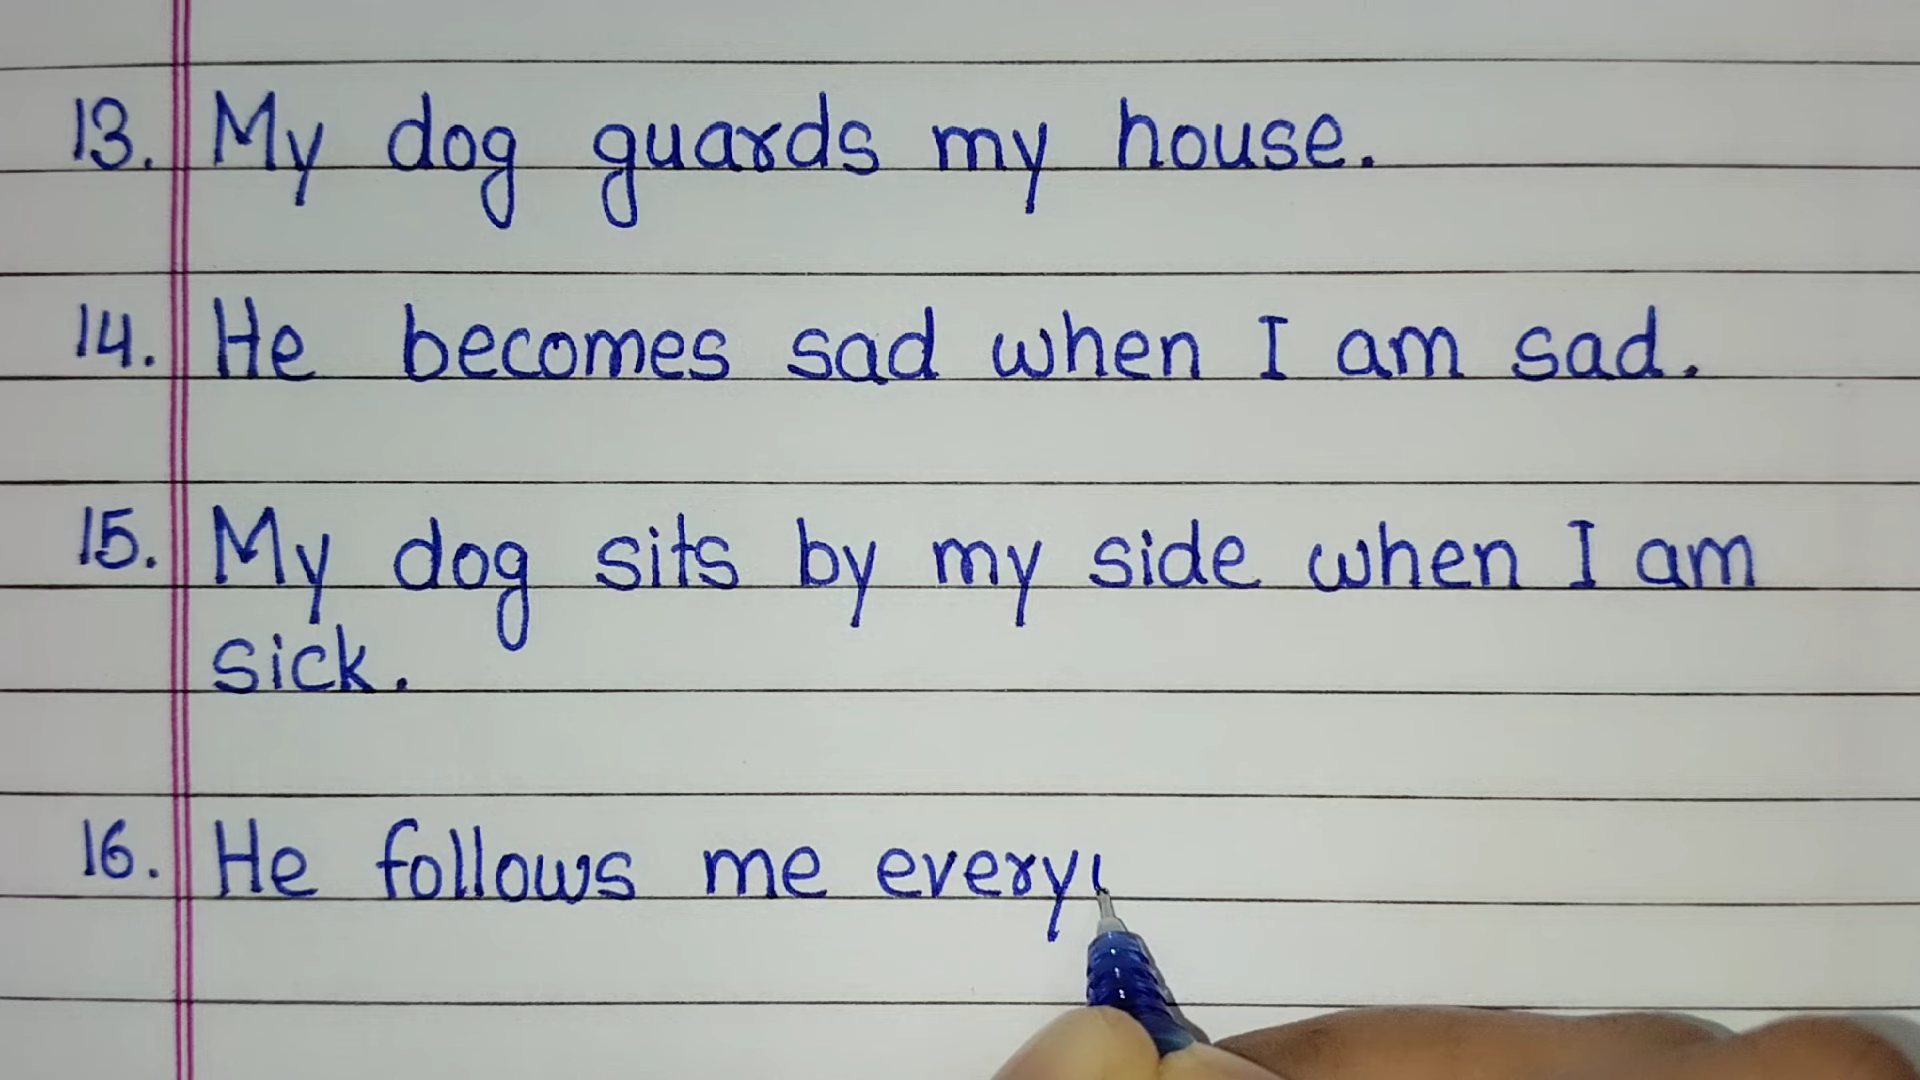 13. My dog guards my house.
14. He becomes sad when I am sad.
15. My dog sits by my side when I am
sick.
16. He follows me every